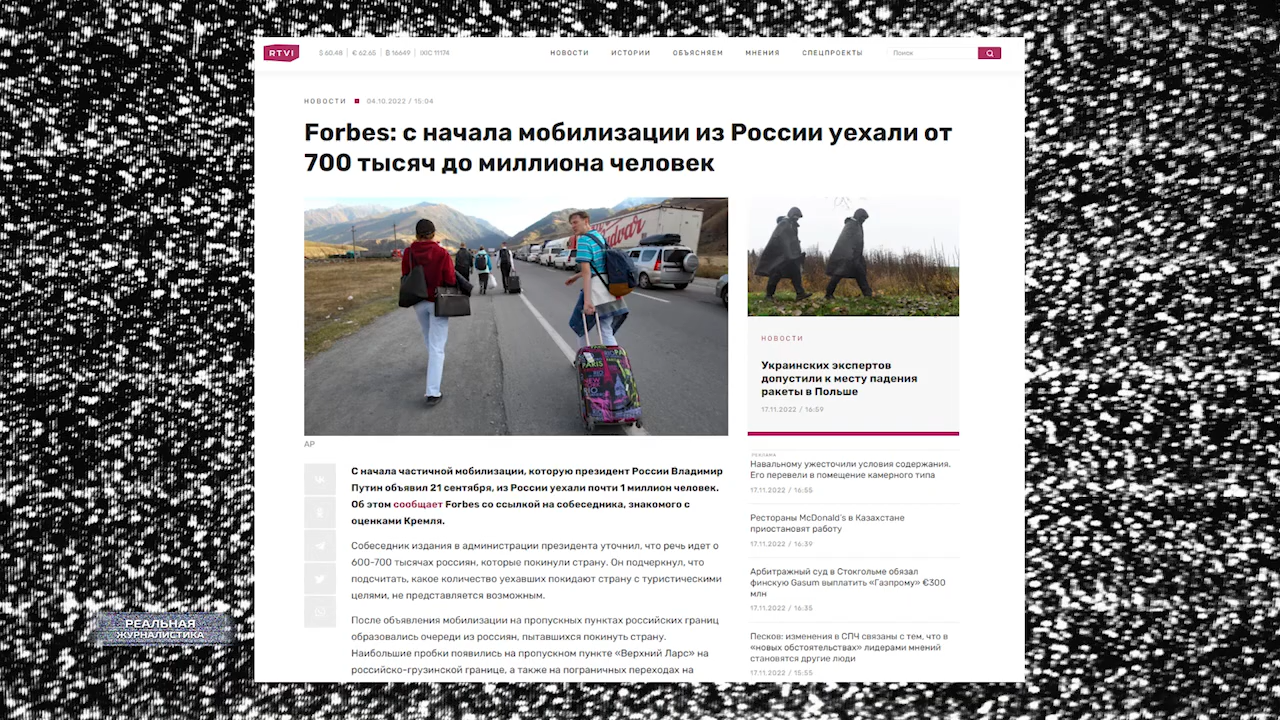 RTVI
$ 60.48 € 62.65 ₿ 16649 IXIC 11174
НОВОСТИ ИСТОРИИ ОБЪЯСНЯЕМ МНЕНИЯ СПЕЦПРОЕКТЫ
Поиск
НОВОСТИ 04.10.2022 / 15:04
Forbes: с начала мобилизации из России уехали от
700 тысяч до миллиона человек
PARIS
NEW YORK
RIO
AP
С начала частичной мобилизации, которую президент России Владимир
Путин объявил 21 сентября, из России уехали почти 1 миллион человек.
Об этом сообщает Forbes со ссылкой на собеседника, знакомого с
оценками Кремля.
Собеседник издания в администрации президента уточнил, что речь идет о
600-700 тысячах россиян, которые покинули страну. Он подчеркнул, что
подсчитать, какое количество уехавших покидают страну с туристическими
целями, не представляется возможным.
После объявления мобилизации на пропускных пунктах российских границ
образовались очереди из россиян, пытавшихся покинуть страну.
Наибольшие пробки появились на пропускном пункте «Верхний Ларс» на
российско-грузинской границе, а также на пограничных переходах на
НОВОСТИ
Украинских экспертов
допустили к месту падения
ракеты в Польше
17.11.2022 / 16:59
РЕКЛАМА
Навальному ужесточили условия содержания.
Его перевели в помещение камерного типа
17.11.2022 / 16:55
Рестораны McDonald's в Казахстане
приостановят работу
17.11.2022 / 16:39
Арбитражный суд в Стокгольме обязал
финскую Gasum выплатить «Газпрому» €300
млн
17.11.2022 / 16:35
Песков: изменения в СПЧ связаны с тем, что в
«новых обстоятельствах» лидерами мнений
становятся другие люди
17.11.2022 / 15:55
РЕАЛЬНАЯ
ЖУРНАЛИСТИКА